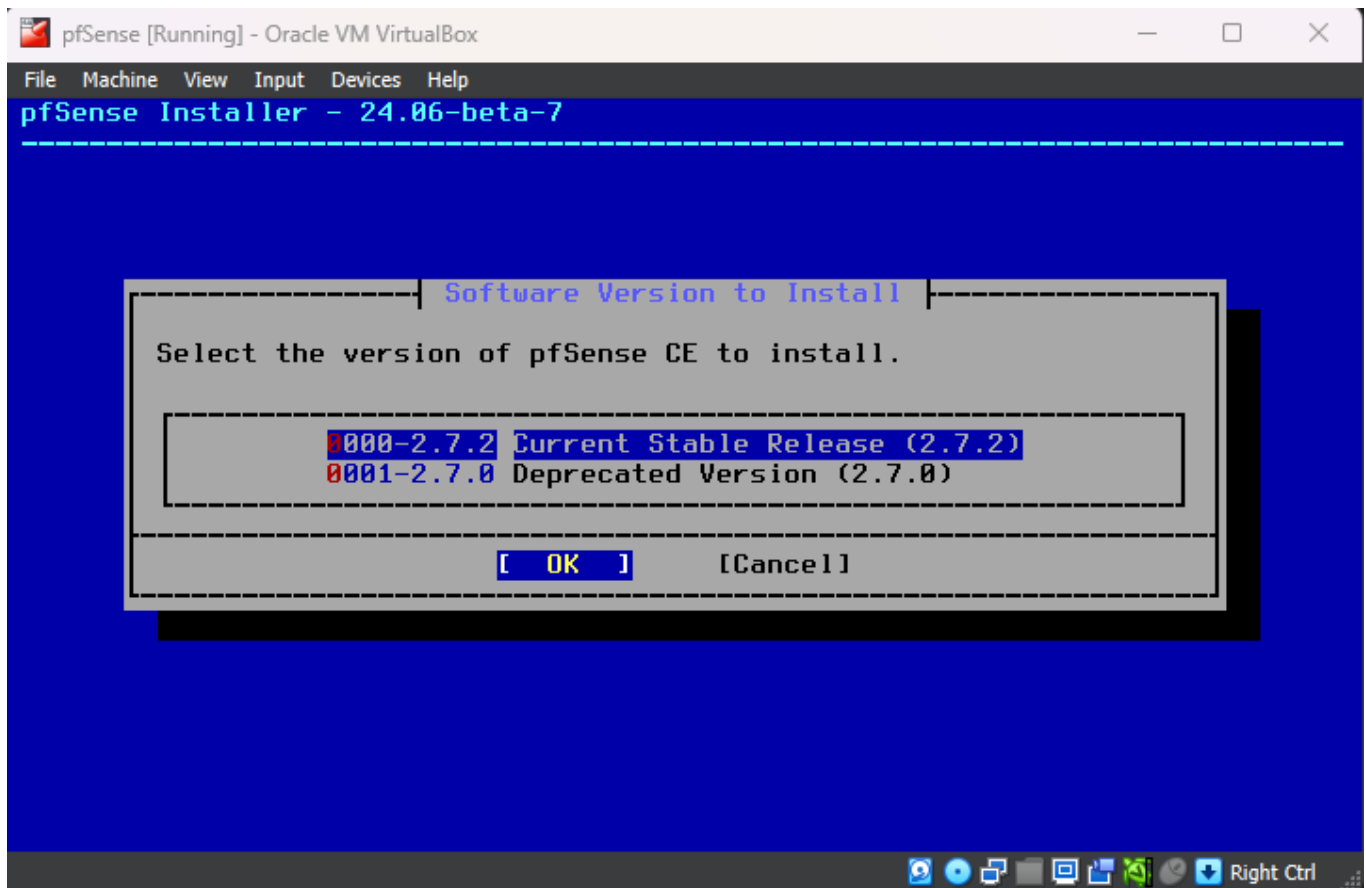 pfSense [Running] - Oracle VM VirtualBox
File Machine View Input Devices Help
pfSense Installer - 24.06-beta-7
Software Version to Install
Select the version of pfSense CE to install.
0000-2.7.2 Current Stable Release (2.7.2)
0001-2.7.0 Deprecated Version (2.7.0)
[ OK ] [Cancel]
Right Ctrl